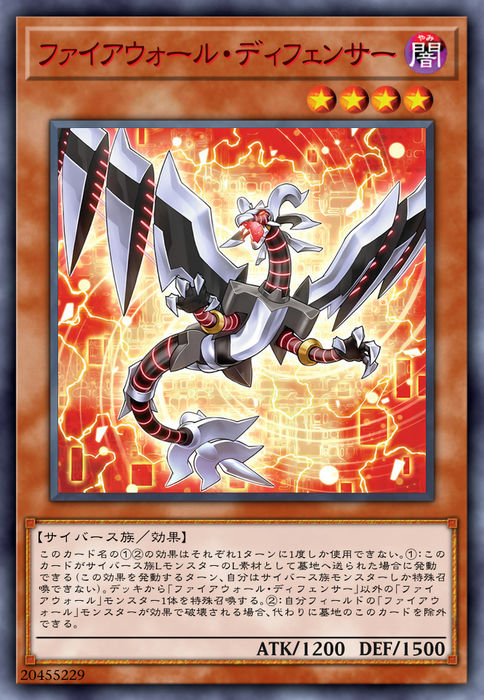 ファイアウォール・ディフェンサー
やみ
闇
【サイバース族／効果】
このカード名の①②の効果はそれぞれ1ターンに1度しか使用できない。①：この
カードがサイバース族LモンスターのL素材として墓地へ送られた場合に発動
できる（この効果を発動するターン、自分はサイバース族モンスターしか特殊召
喚できない）。デッキから「ファイアウォール・ディフェンサー」以外の「ファイ
アウォール」モンスター1体を特殊召喚する。②：自分フィールドの「ファイアウ
ォール」モンスターが効果で破壊される場合、代わりに墓地のこのカードを除外
できる。
ATK/1200 DEF/1500
20455229